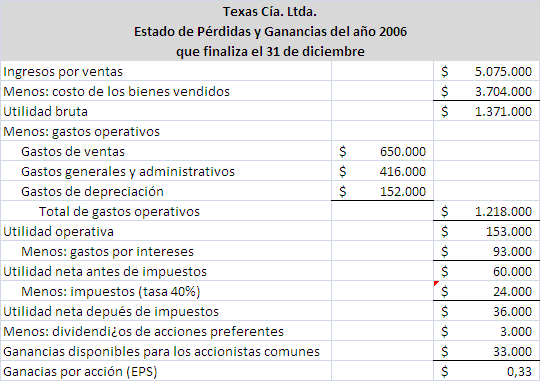 Texas Cía. Ltda.
Estado de Pérdidas y Ganancias del año 2006
que finaliza el 31 de diciembre
Ingresos por ventas $ 5.075.000
Menos: costo de los bienes vendidos $ 3.704.000
Utilidad bruta $ 1.371.000
Menos: gastos operativos
Gastos de ventas $ 650.000
Gastos generales y administrativos $ 416.000
Gastos de depreciación $ 152.000
Total de gastos operativos $ 1.218.000
Utilidad operativa $ 153.000
Menos: gastos por intereses $ 93.000
Utilidad neta antes de impuestos $ 60.000
Menos: impuestos (tasa 40%) $ 24.000
Utilidad neta depués de impuestos $ 36.000
Menos: dividendi¿os de acciones preferentes $ 3.000
Ganancias disponibles para los accionistas comunes $ 33.000
Ganacias por acción (EPS) $ 0,33